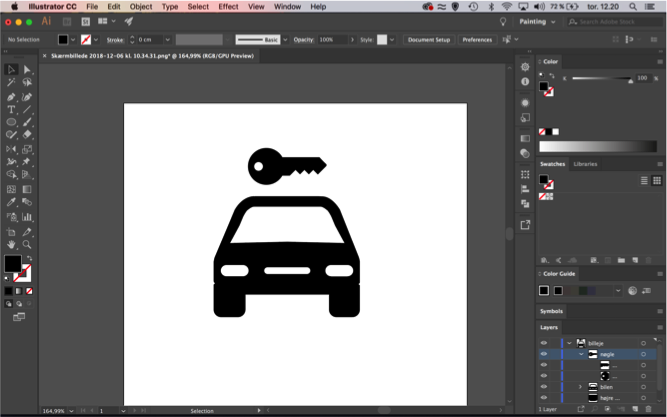 Illustrator CC File Edit Object Type Select Effect View Window Help 72 % tor. 12.20
Ai Br St Painting Search Adobe Stock
No Selection Stroke: 0 cm Basic Opacity: 100% Style: Document Setup Preferences
× Skærmbillede 2018-12-06 kl. 10.34.31.png* @ 164,99% (RGB/GPU Preview)
Color
K 100 %
Swatches Libraries
Color Guide
Symbols
Layers
billeje
nøgle
...
...
bilen
højre ...
1 Layer
164,99% 1 Selection